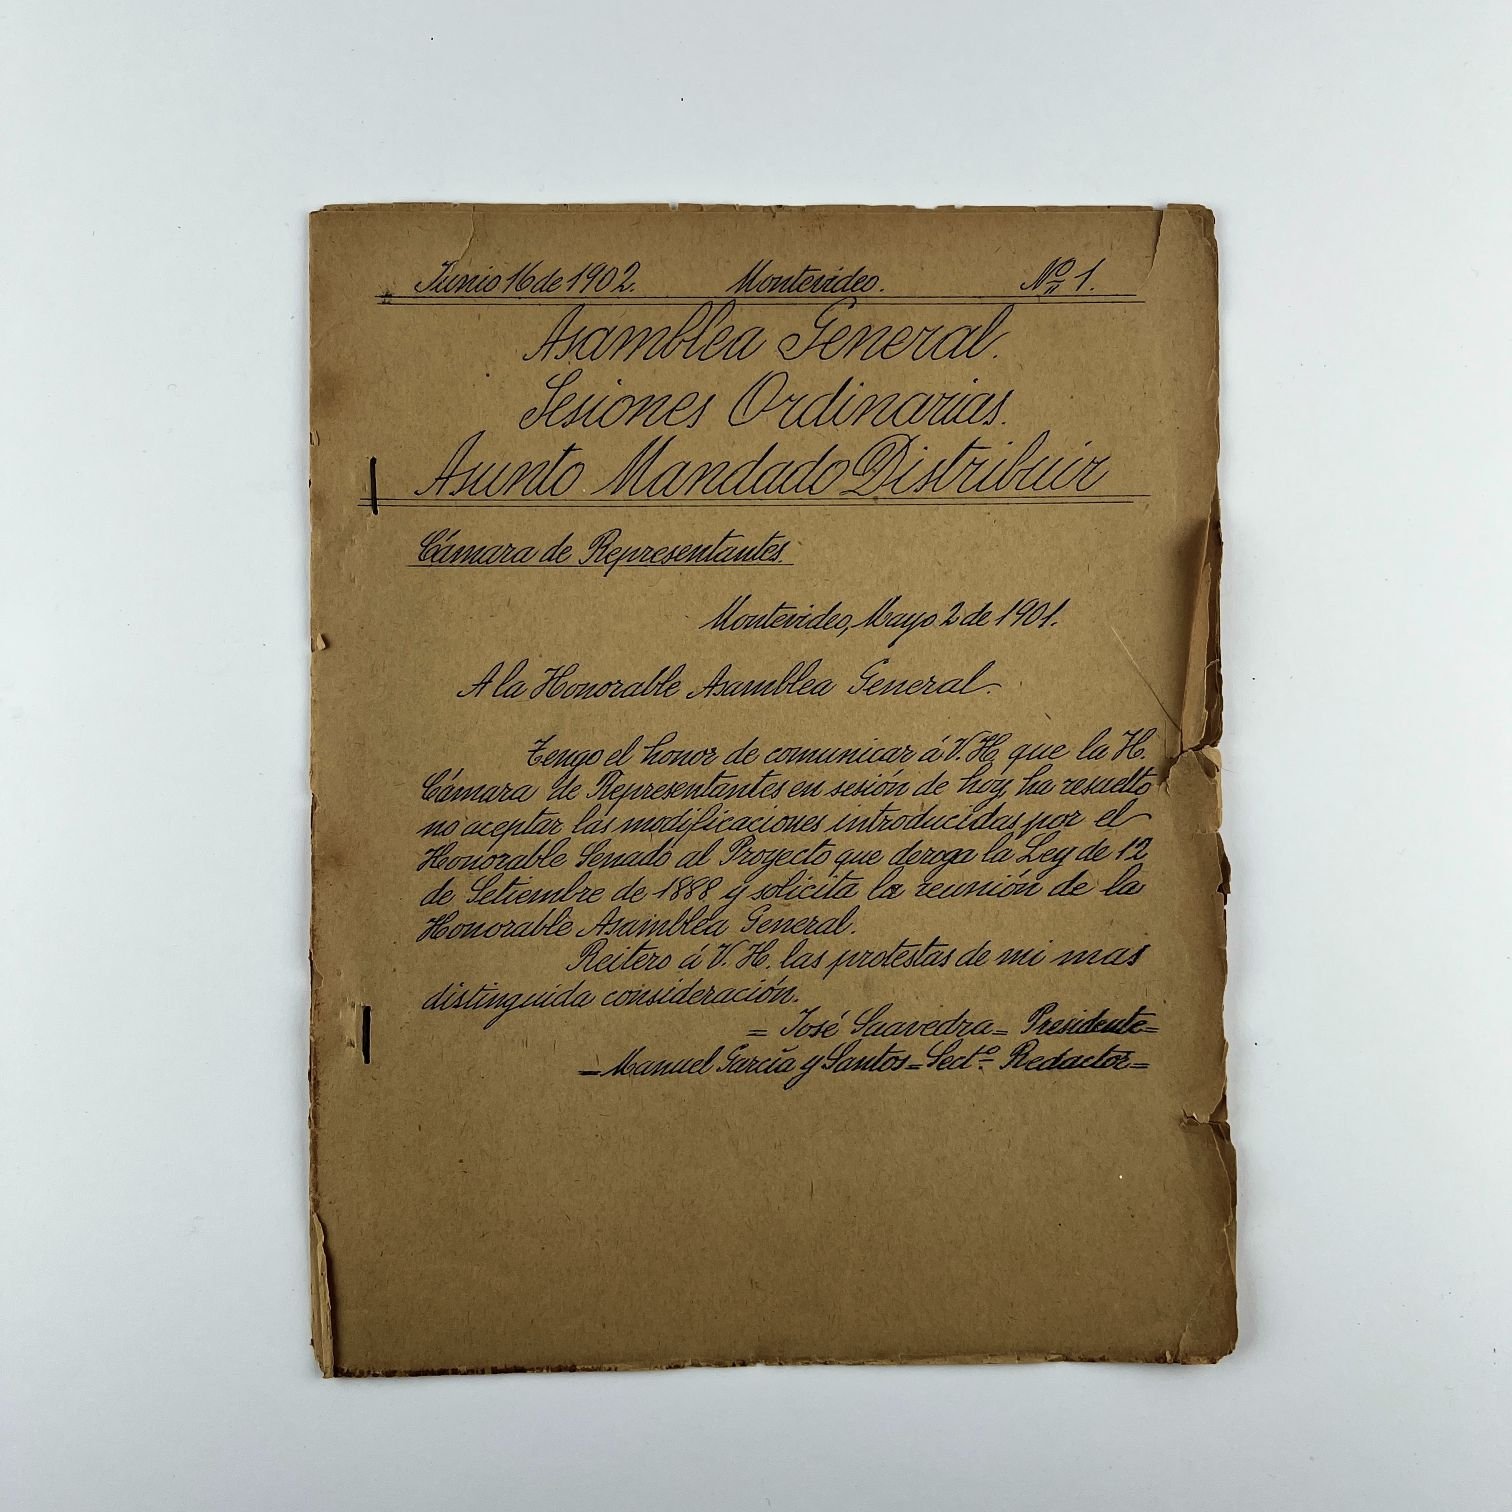 Junio 16 de 1902. Montevideo. Nº 1.
Asamblea General.
Sesiones Ordinarias.
Asunto Mandado Distribuir
Cámara de Representantes.
Montevideo, Mayo 2 de 1901.
A la Honorable Asamblea General.
Tengo el honor de comunicar á V. H. que la H.
Cámara de Representantes en sesión de hoy, ha resuelto
no aceptar las modificaciones introducidas por el
Honorable Senado al Proyecto que deroga la Ley de 12
de Setiembre de 1888 y solicita la reunión de la
Honorable Asamblea General.
Reitero á V. H. las protestas de mi mas
distinguida consideración.
= José Saavedra = Presidente =
= Manuel García y Santos = Sectº Redactor =